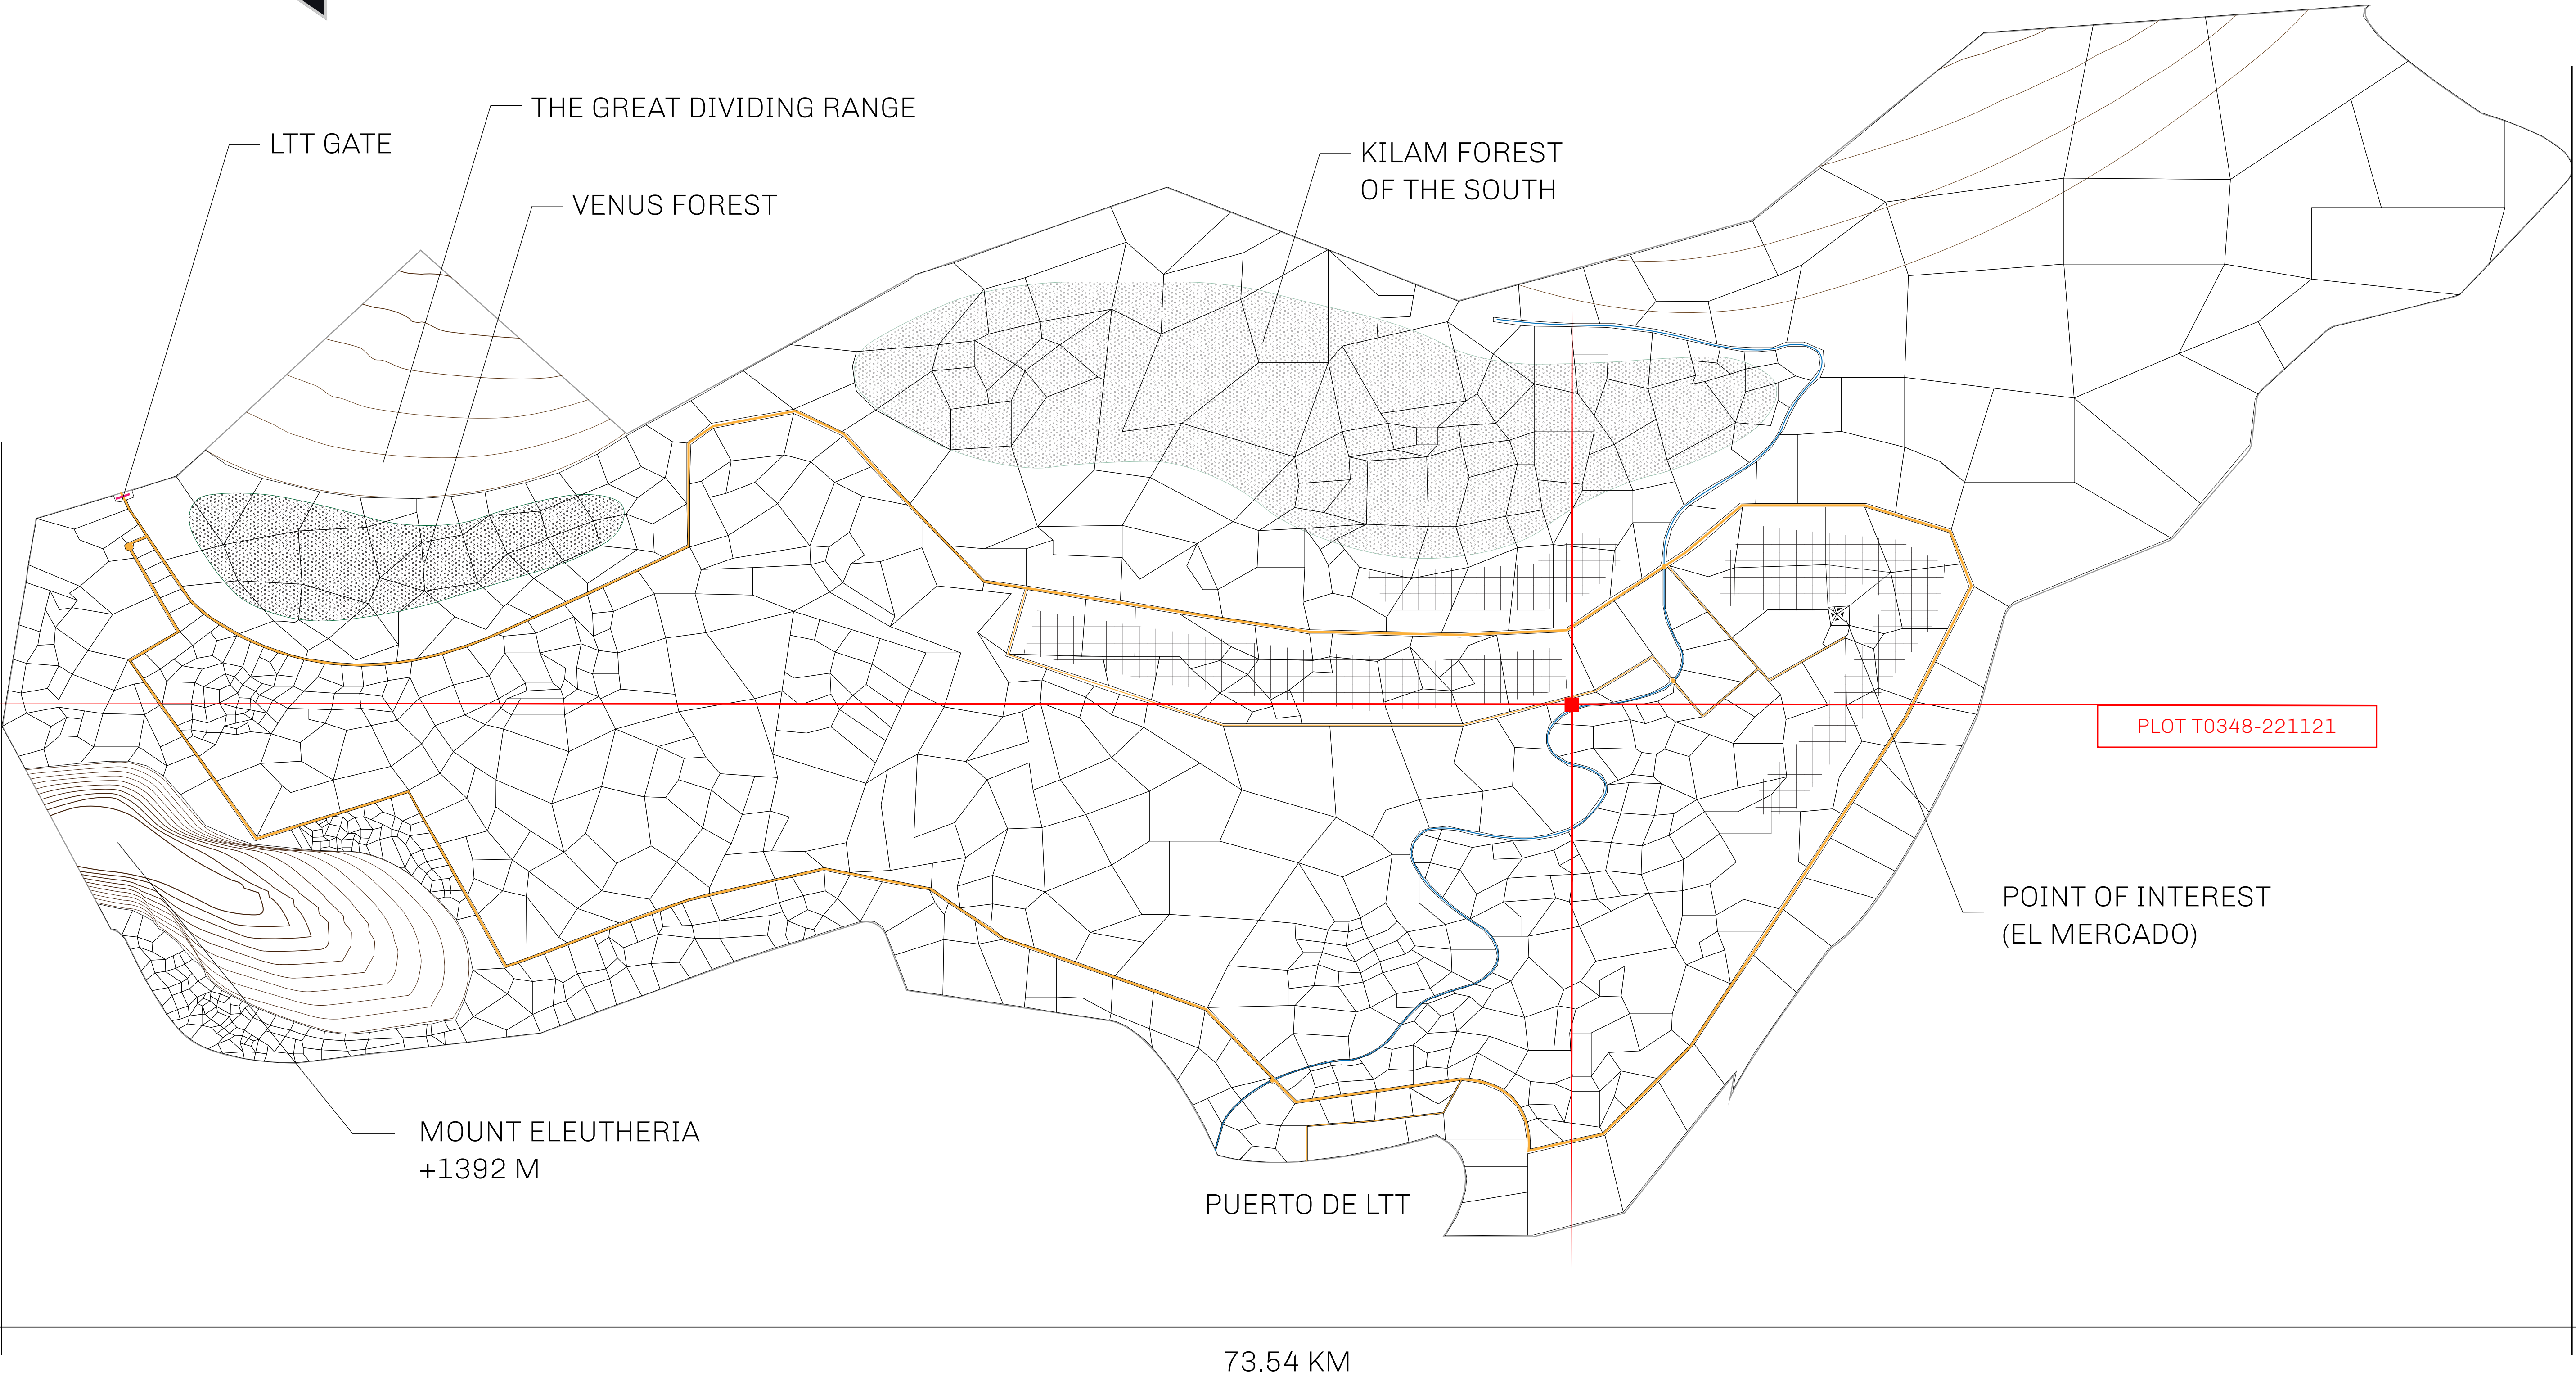 THE GREAT DIVIDING RANGE
LTT GATE
KILAM FOREST
OF THE SOUTH
VENUS FOREST
PLOT T0348-221121
POINT OF INTEREST
(EL MERCADO)
MOUNT ELEUTHERIA
+1392 M
PUERTO DE LTT
73.54 KM